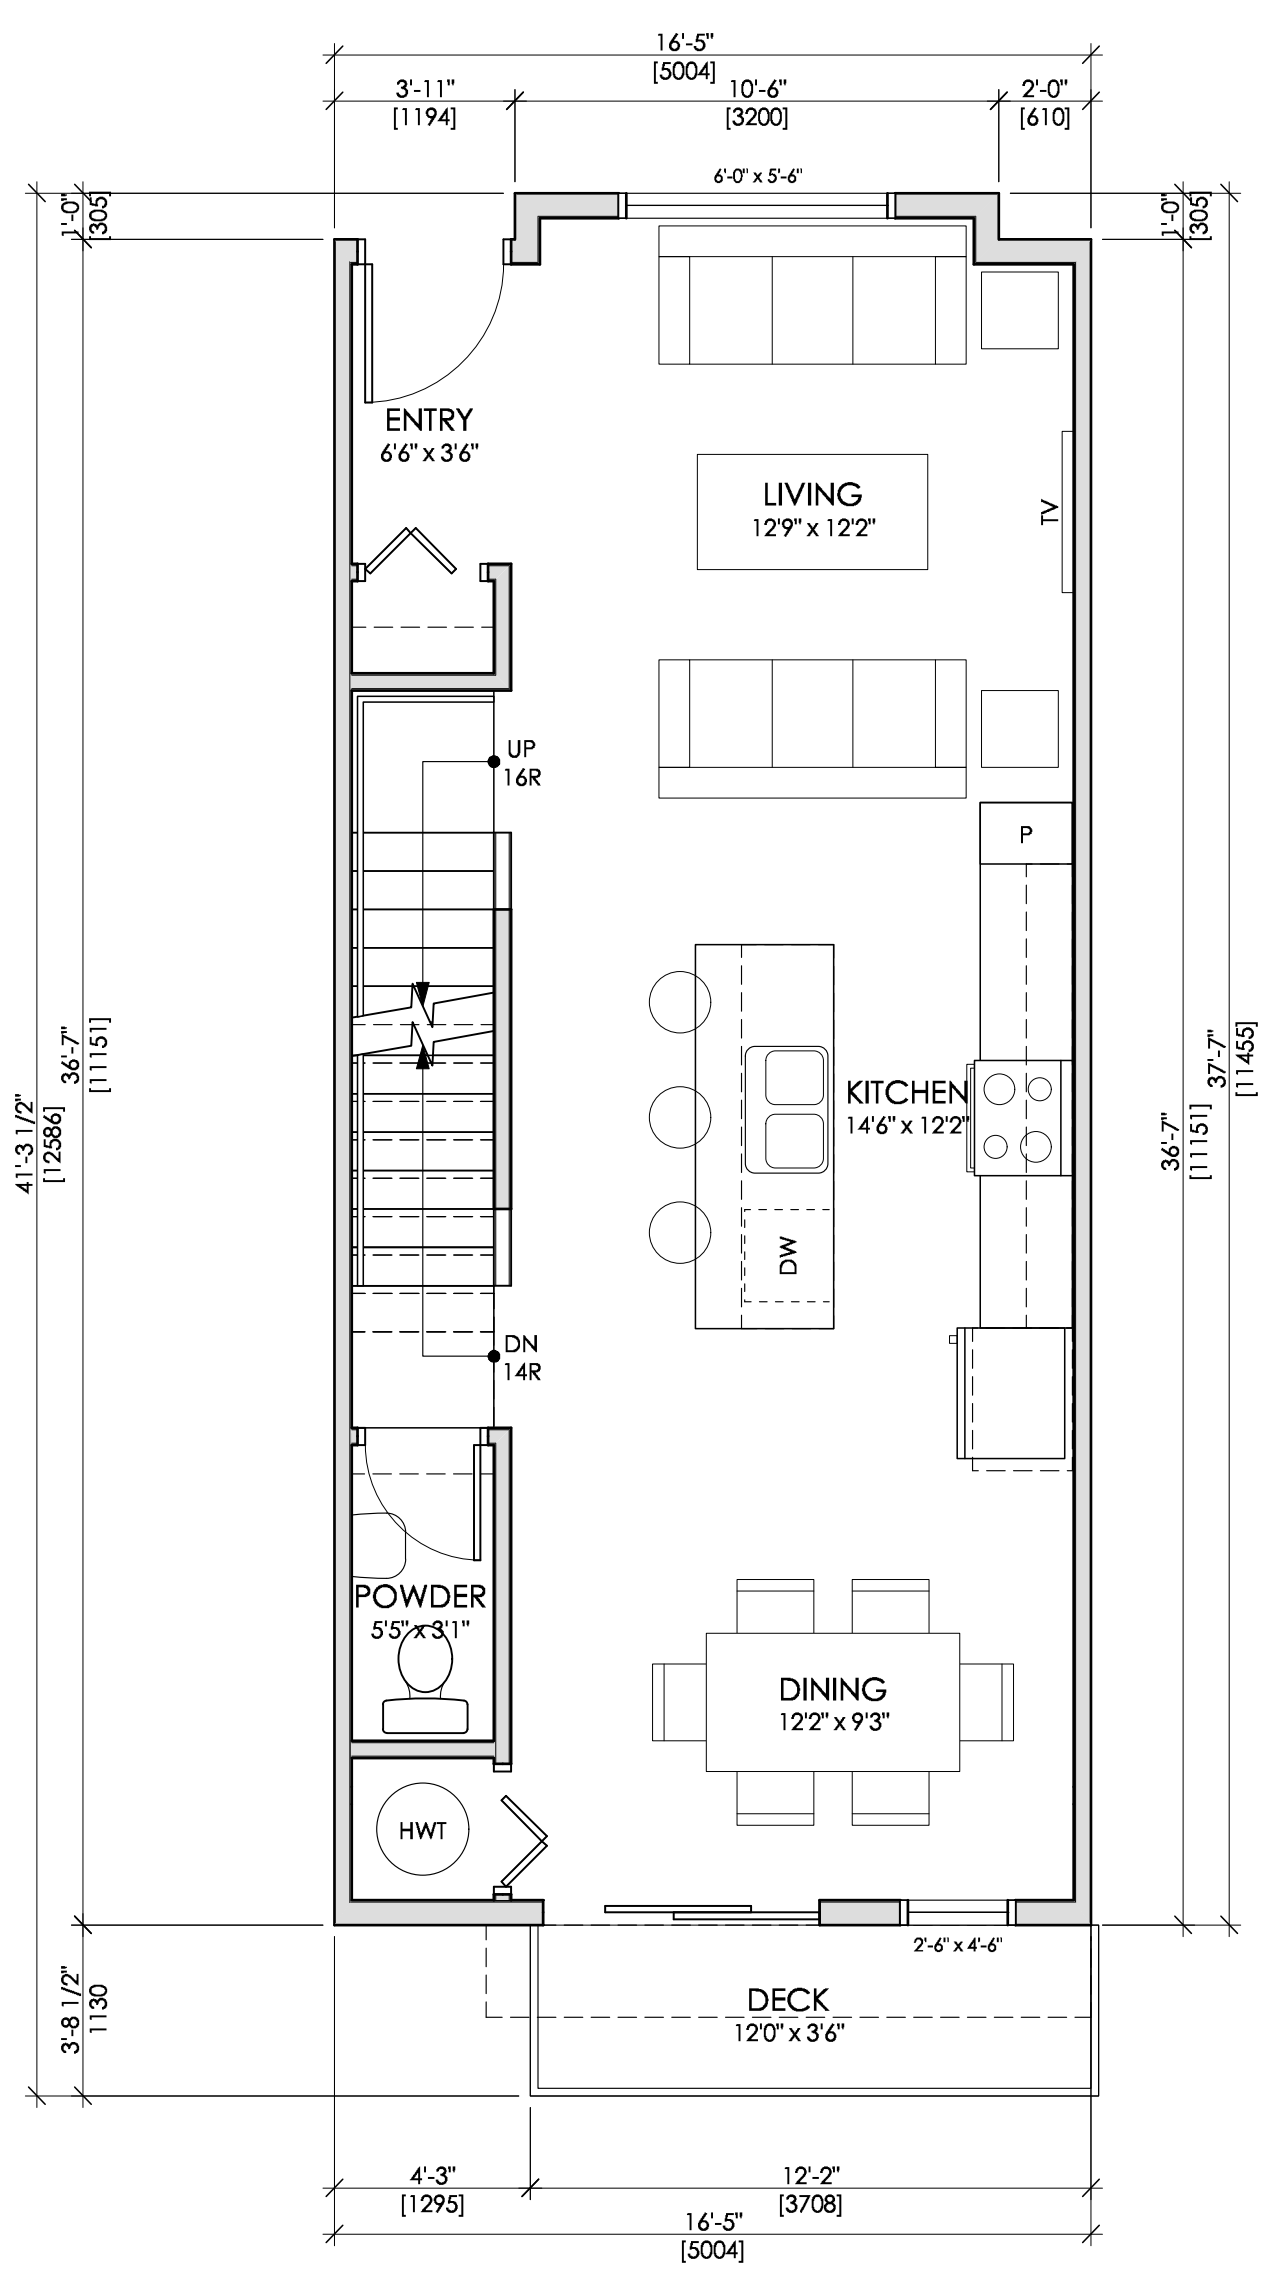 16'-5"
[5004]
3'-11"
[1194]
10'-6"
[3200]
2'-0"
[610]
6'-0" x 5'-6"
1'-0"
[305]
1'-0"
[305]
ENTRY
6'6" x 3'6"
LIVING
12'9" x 12'2"
TV
UP
16R
P
36'-7"
[11151]
41'-3 1/2"
[12586]
KITCHEN
14'6" x 12'2"
37'-7"
[11455]
36'-7"
[11151]
DW
DN
14R
POWDER
5'5" x 3'1"
DINING
12'2" x 9'3"
HWT
2'-6" x 4'-6"
3'-8 1/2"
1130
DECK
12'0" x 3'6"
4'-3"
[1295]
12'-2"
[3708]
16'-5"
[5004]